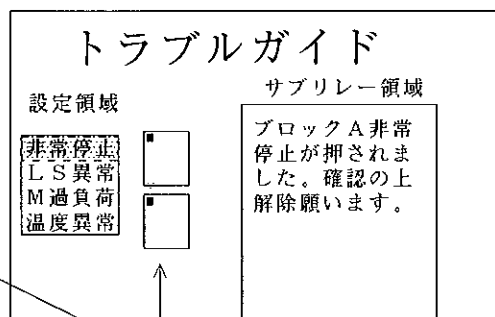 トラブルガイド
サブリレー領域
設定領域
非常停止
LS異常
M過負荷
温度異常
ブロックA非常
停止が押されま
した。確認の上
解除願います。